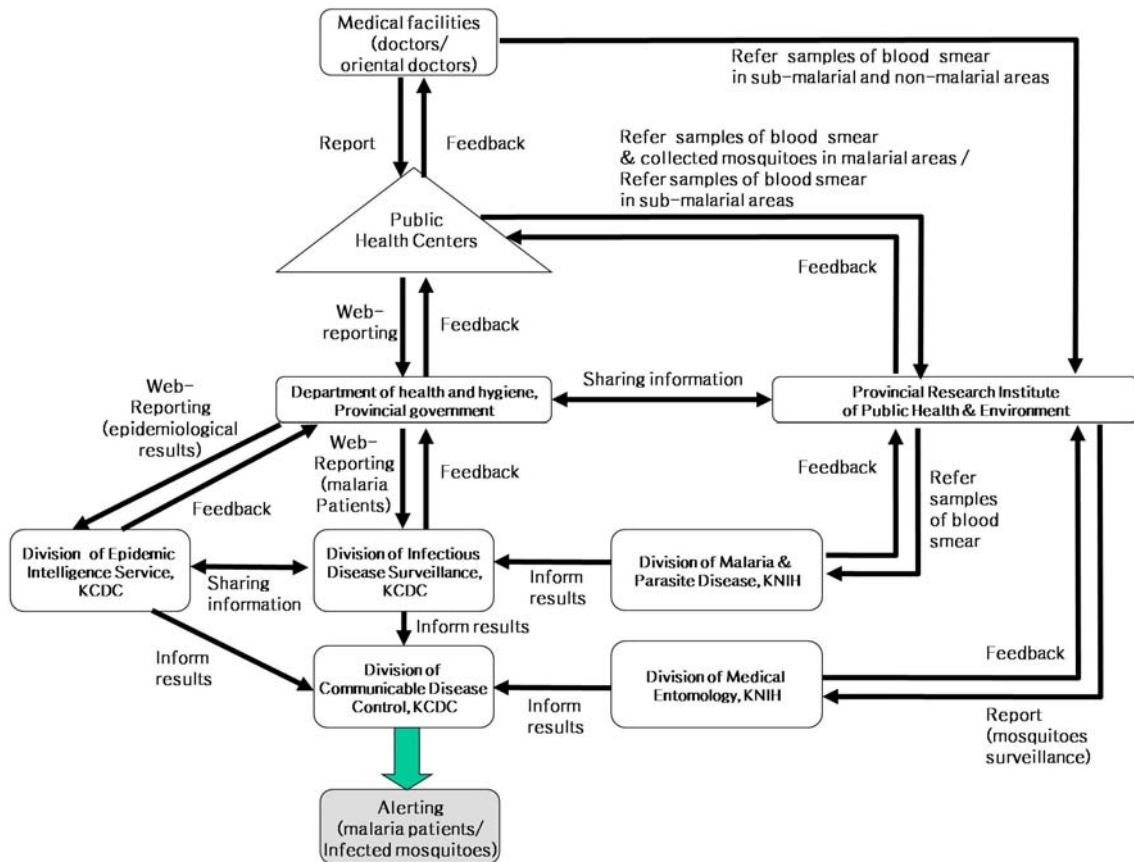 Medical facilities
(doctors/
oriental doctors)
Refer samples of blood smear
in sub-malarial and non-malarial areas
Report
Feedback
Refer samples of blood smear
& collected mosquitoes in malarial areas /
Refer samples of blood smear
in sub-malarial areas
Public
Health Centers
Feedback
Web-
reporting
Feedback
Department of health and hygiene,
Provincial government
Sharing information
Provincial Research Institute
of Public Health & Environment
Web-
Reporting
(epidemiological
results)
Feedback
Web-
Reporting
(malaria
Patients)
Feedback
Feedback
Refer
samples
of blood
smear
Division of Epidemic
Intelligence Service,
KCDC
Sharing
information
Division of Infectious
Disease Surveillance,
KCDC
Inform
results
Division of Malaria &
Parasite Disease, KNIH
Inform results
Inform
results
Division of
Communicable Disease
Control, KCDC
Inform
results
Division of Medical
Entomology, KNIH
Feedback
Report
(mosquitoes
surveillance)
Alerting
(malaria patients/
Infected mosquitoes)